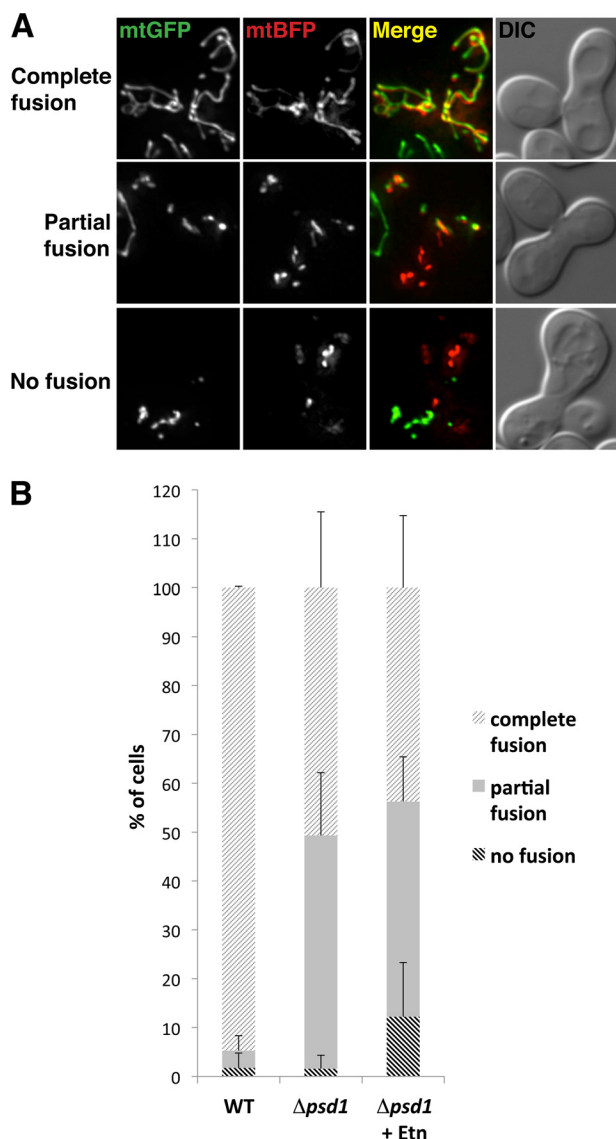 A
mtGFP mtBFP Merge DIC
Complete
fusion
Partial
fusion
No fusion
B
120
110
100
90
80
70
60
50
40
30
20
10
0
% of cells
complete
fusion
partial
fusion
no fusion
WT Δpsd1 Δpsd1
+ Etn